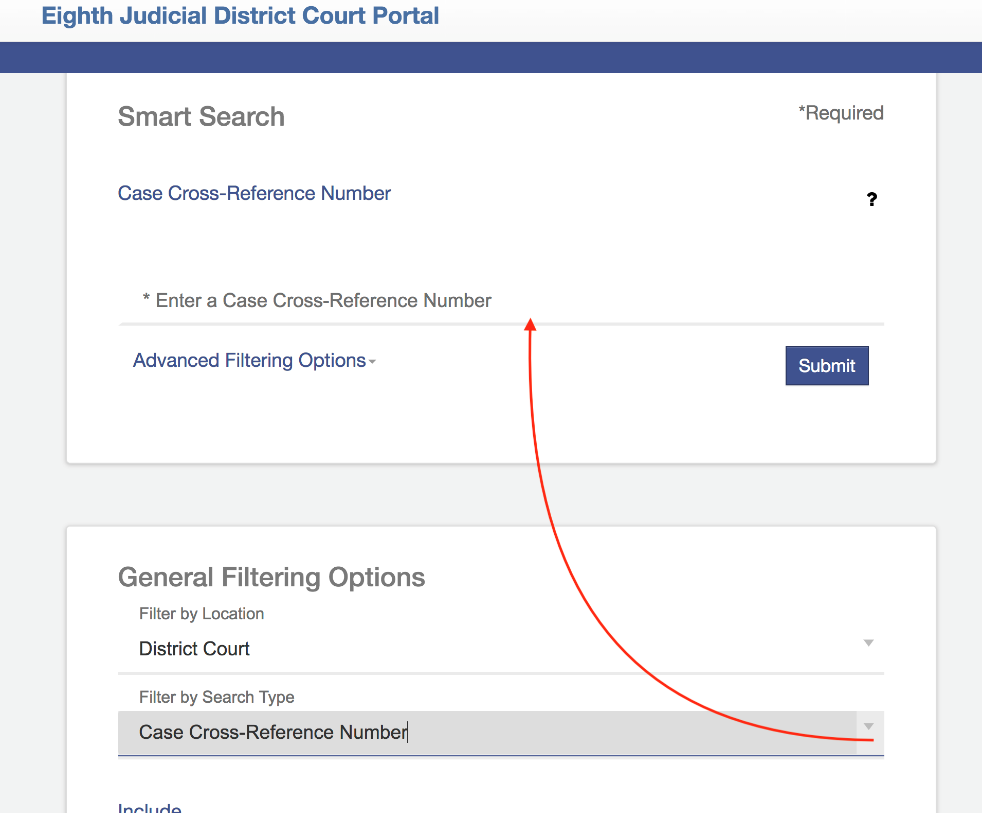 Eighth Judicial District Court Portal
Smart Search
*Required
Case Cross-Reference Number
?
* Enter a Case Cross-Reference Number
Advanced Filtering Options
Submit
General Filtering Options
Filter by Location
District Court
Filter by Search Type
Case Cross-Reference Number
Include